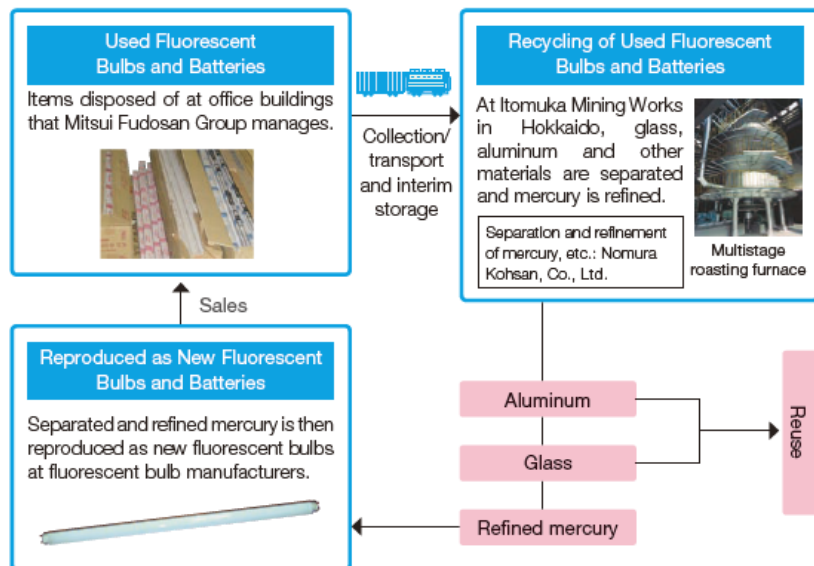 Used Fluorescent
Bulbs and Batteries
Items disposed of at office buildings
that Mitsui Fudosan Group manages.
Collection/
transport
and interim
storage
Recycling of Used Fluorescent
Bulbs and Batteries
At Itomuka Mining Works
in Hokkaido, glass,
aluminum and other
materials are separated
and mercury is refined.
Separation and refinement
of mercury, etc.: Nomura
Kohsan, Co., Ltd.
Multistage
roasting furnace
Sales
Reproduced as New Fluorescent
Bulbs and Batteries
Separated and refined mercury is then
reproduced as new fluorescent bulbs
at fluorescent bulb manufacturers.
Aluminum
Glass
Refined mercury
Reuse